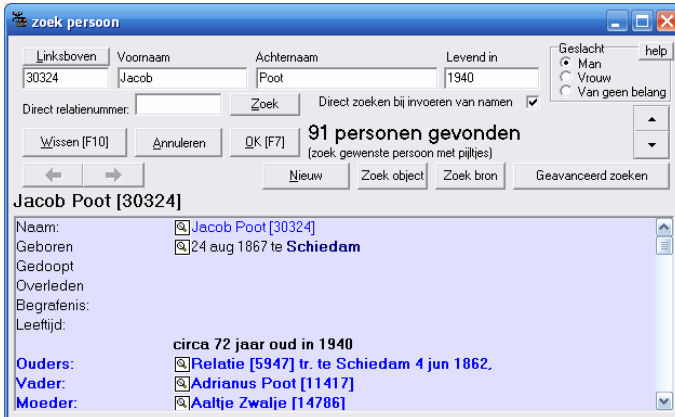 zoek persoon
Linksboven Voornaam Achternaam Levend in Geslacht help
30324 Jacob Poot 1940 Man
Vrouw
Van geen belang
Direct relatienummer: Zoek Direct zoeken bij invoeren van namen
Wissen [F10] Annuleren OK [F7] 91 personen gevonden
(zoek gewenste persoon met pijltjes)
Nieuw Zoek object Zoek bron Geavanceerd zoeken
Jacob Poot [30324]
Naam: Jacob Poot [30324]
Geboren 24 aug 1867 te Schiedam
Gedoopt
Overleden
Begrafenis:
Leeftijd:
circa 72 jaar oud in 1940
Ouders: Relatie [5947] tr. te Schiedam 4 jun 1862,
Vader: Adrianus Poot [11417]
Moeder: Aaltje Zwalje [14786]